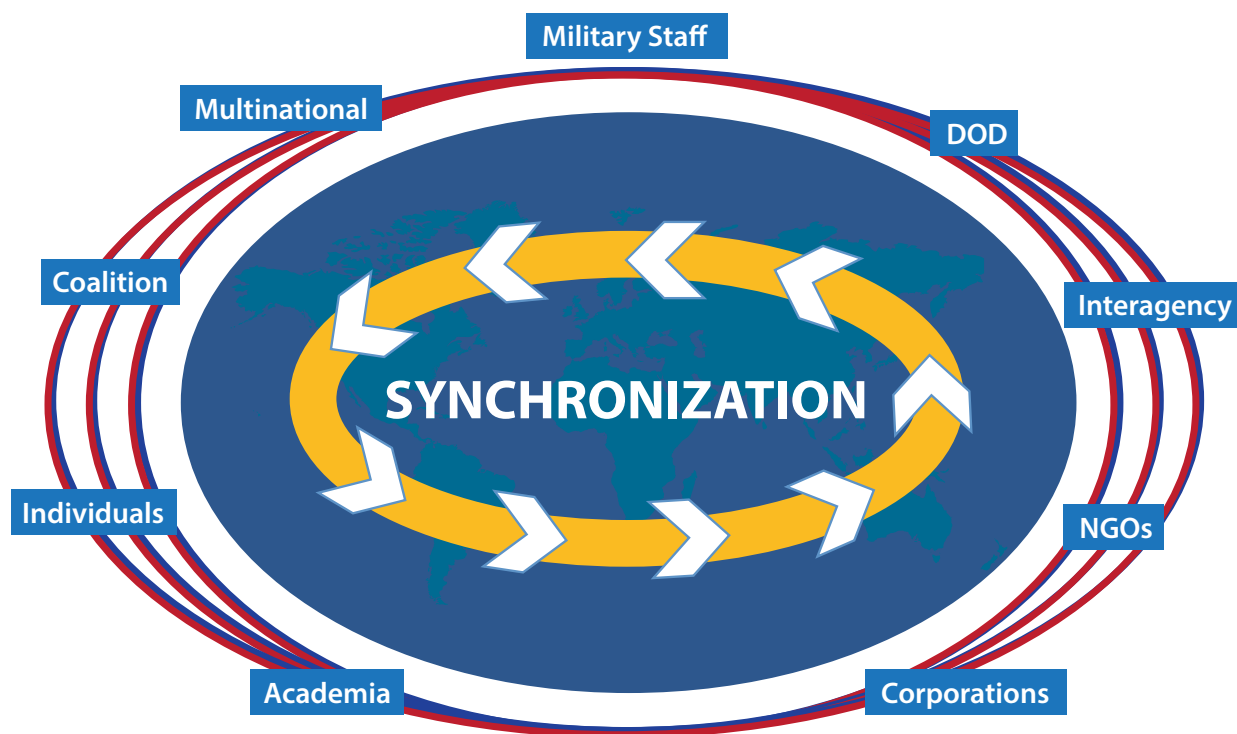 Military Staff
Multinational
DOD
Coalition
Interagency
SYNCHRONIZATION
Individuals
NGOs
Academia
Corporations